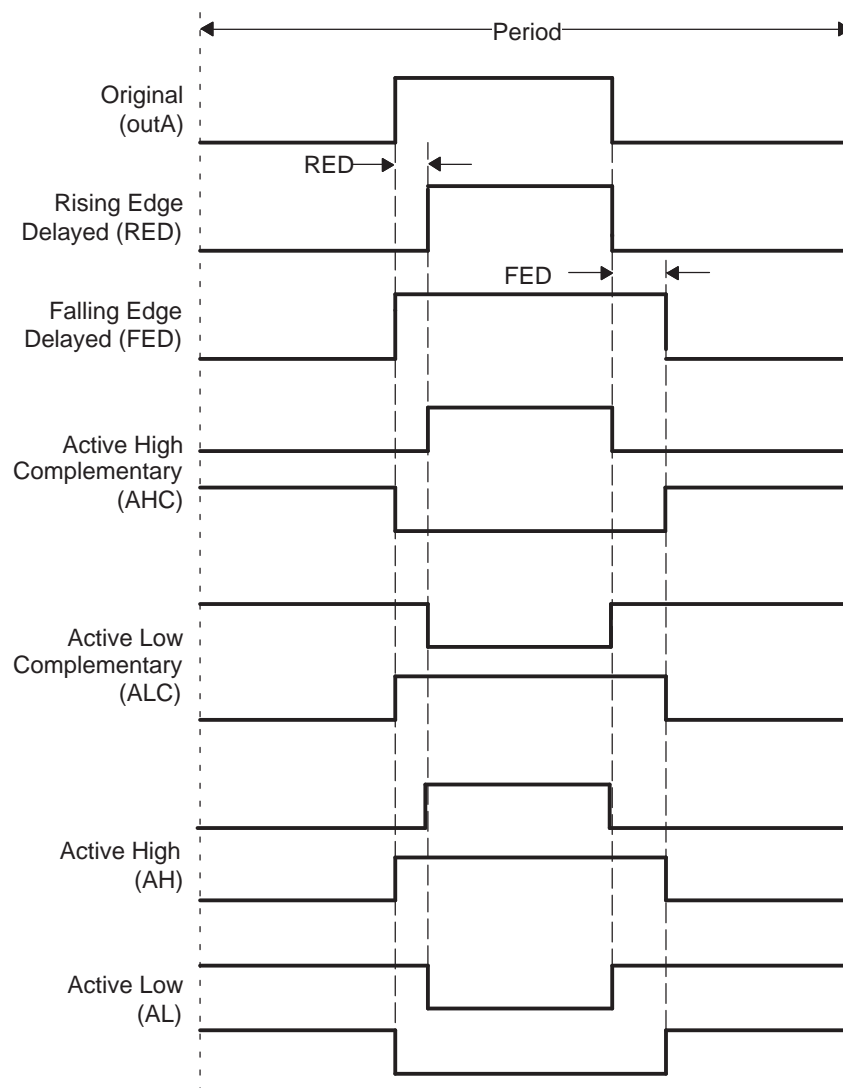 Period
Original
(outA)
RED
Rising Edge
Delayed (RED)
FED
Falling Edge
Delayed (FED)
Active High
Complementary
(AHC)
Active Low
Complementary
(ALC)
Active High
(AH)
Active Low
(AL)